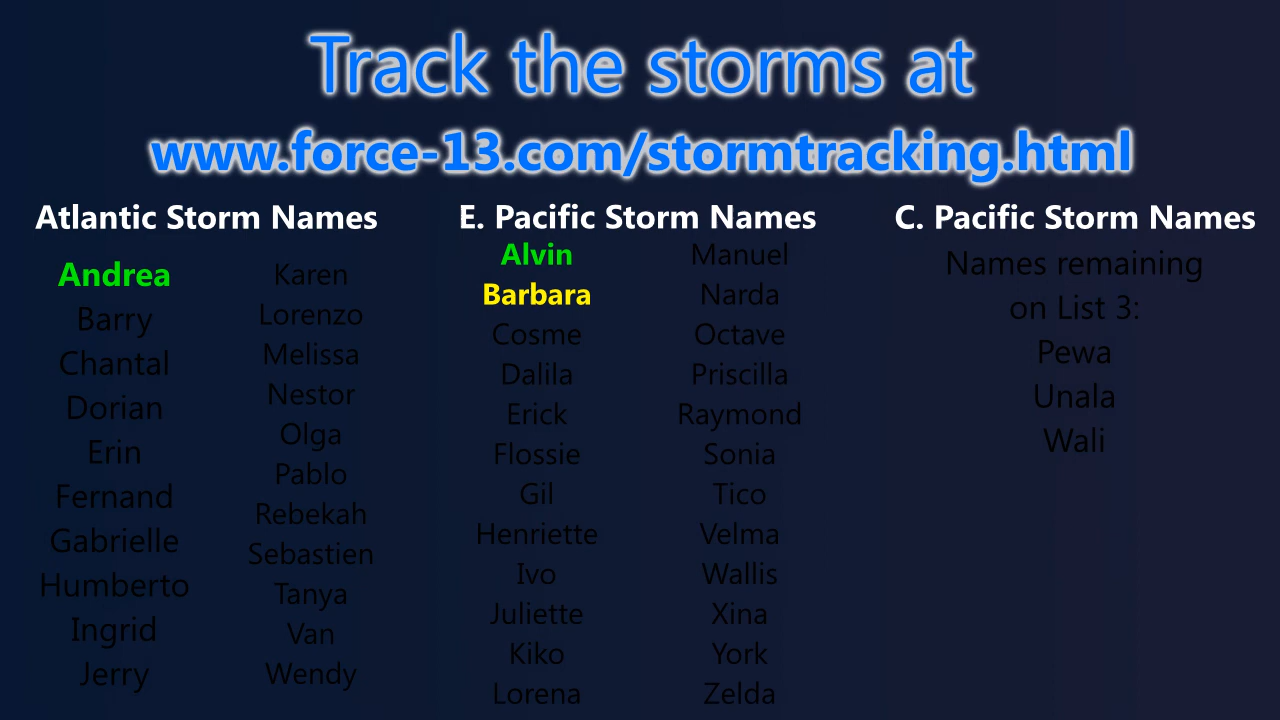 Track the storms at
www.force-13.com/stormtracking.html
Atlantic Storm Names
Andrea
Barry
Chantal
Dorian
Erin
Fernand
Gabrielle
Humberto
Ingrid
Jerry
Karen
Lorenzo
Melissa
Nestor
Olga
Pablo
Rebekah
Sebastien
Tanya
Van
Wendy
E. Pacific Storm Names
Alvin
Barbara
Cosme
Dalila
Erick
Flossie
Gil
Henriette
Ivo
Juliette
Kiko
Lorena
Manuel
Narda
Octave
Priscilla
Raymond
Sonia
Tico
Velma
Wallis
Xina
York
Zelda
C. Pacific Storm Names
Names remaining
on List 3:
Pewa
Unala
Wali